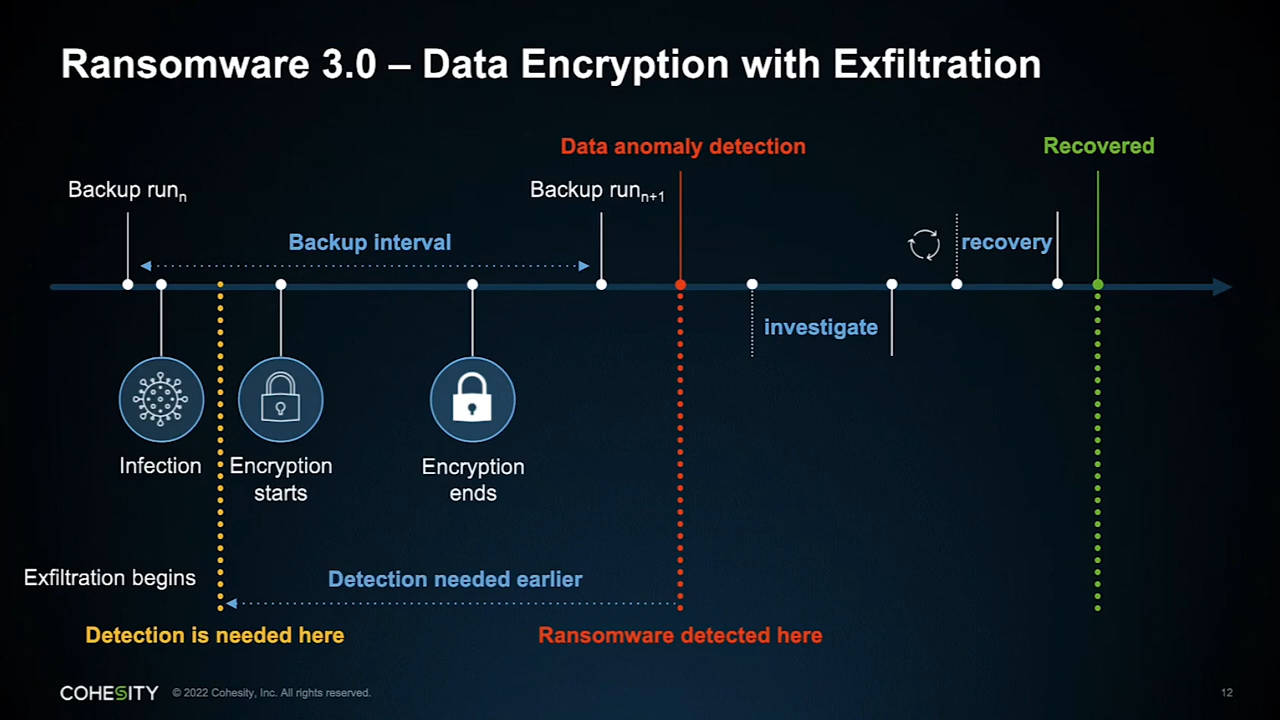 Ransomware 3.0 – Data Encryption with Exfiltration
Data anomaly detection
Recovered
Backup runn
Backup runn+1
Backup interval
recovery
investigate
Infection
Encryption
starts
Encryption
ends
Exfiltration begins
Detection needed earlier
Detection is needed here
Ransomware detected here
COHESITY © 2022 Cohesity, Inc. All rights reserved.
12